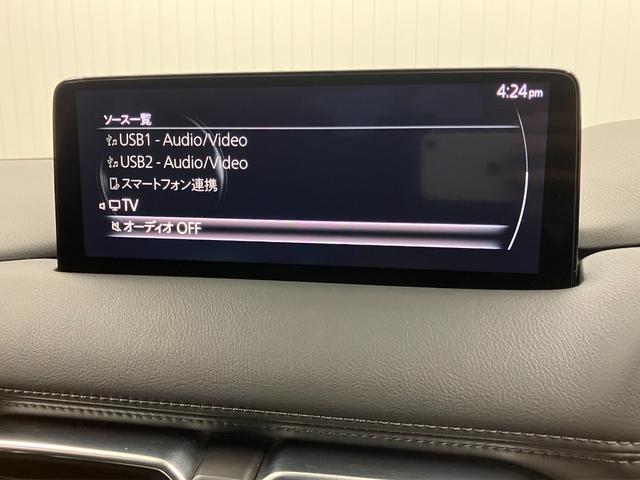 4:24pm
ソース一覧
USB1 - Audio/Video
USB2 - Audio/Video
スマートフォン連携
TV
オーディオ OFF